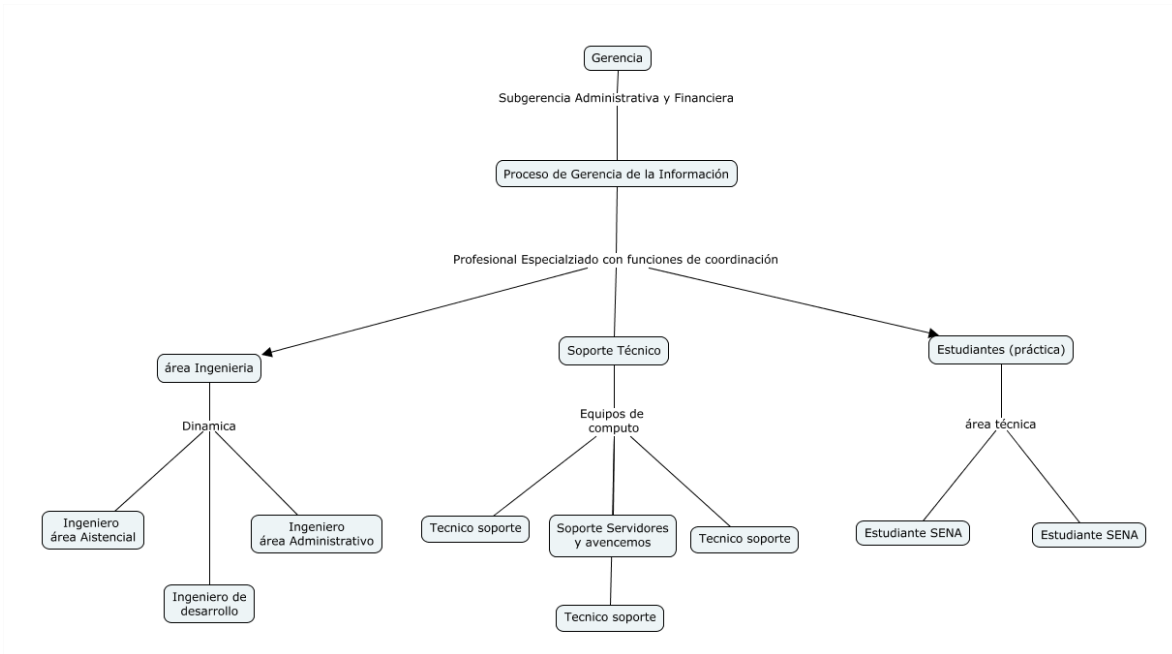 Gerencia
Subgerencia Administrativa y Financiera
Proceso de Gerencia de la Información
Profesional Especialziado con funciones de coordinación
área Ingenieria
Soporte Técnico
Estudiantes (práctica)
Dinamica
Equipos de
computo
área técnica
Ingeniero
área Aistencial
Ingeniero
área Administrativo
Ingeniero de
desarrollo
Tecnico soporte
Soporte Servidores
y avencemos
Tecnico soporte
Tecnico soporte
Estudiante SENA
Estudiante SENA